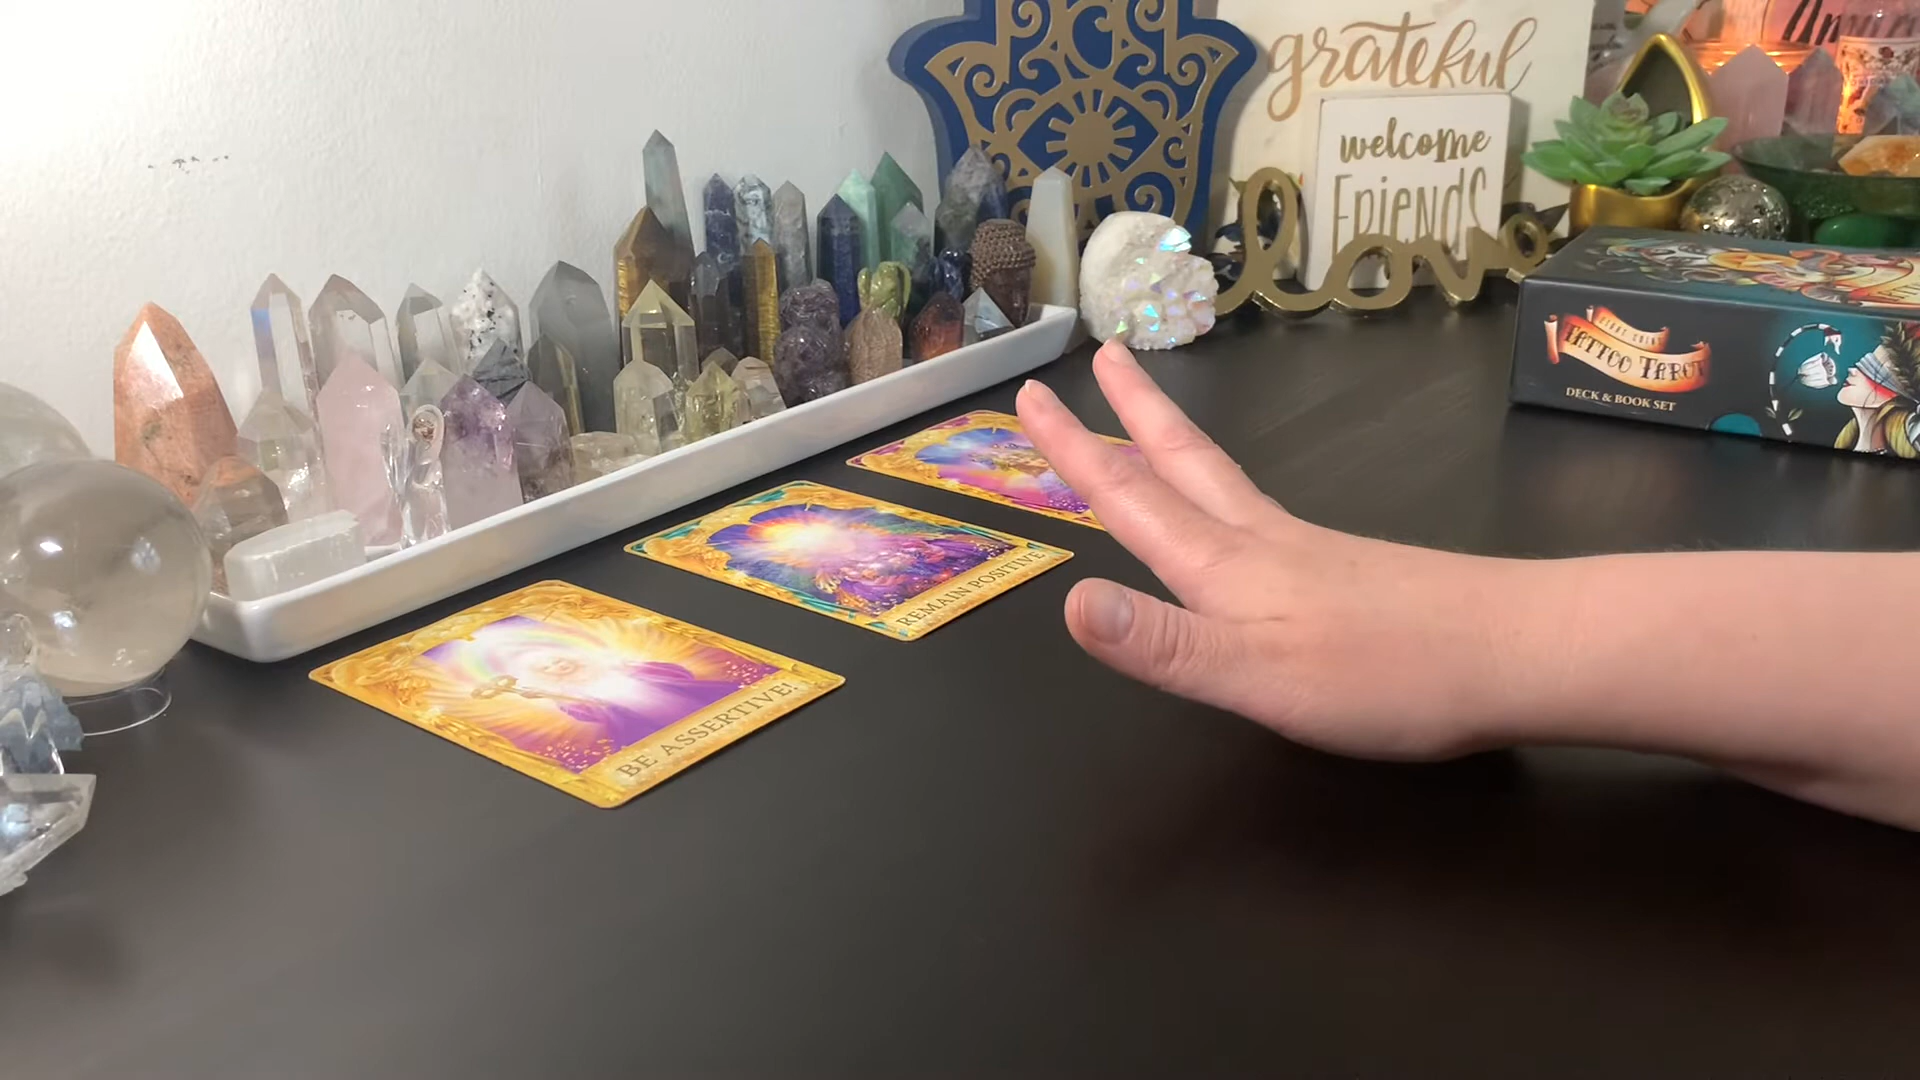 grateful
welcome
Friends
love
TATTOO TAROT
DECK & BOOK SET
REMAIN POSITIVE
BE ASSERTIVE!